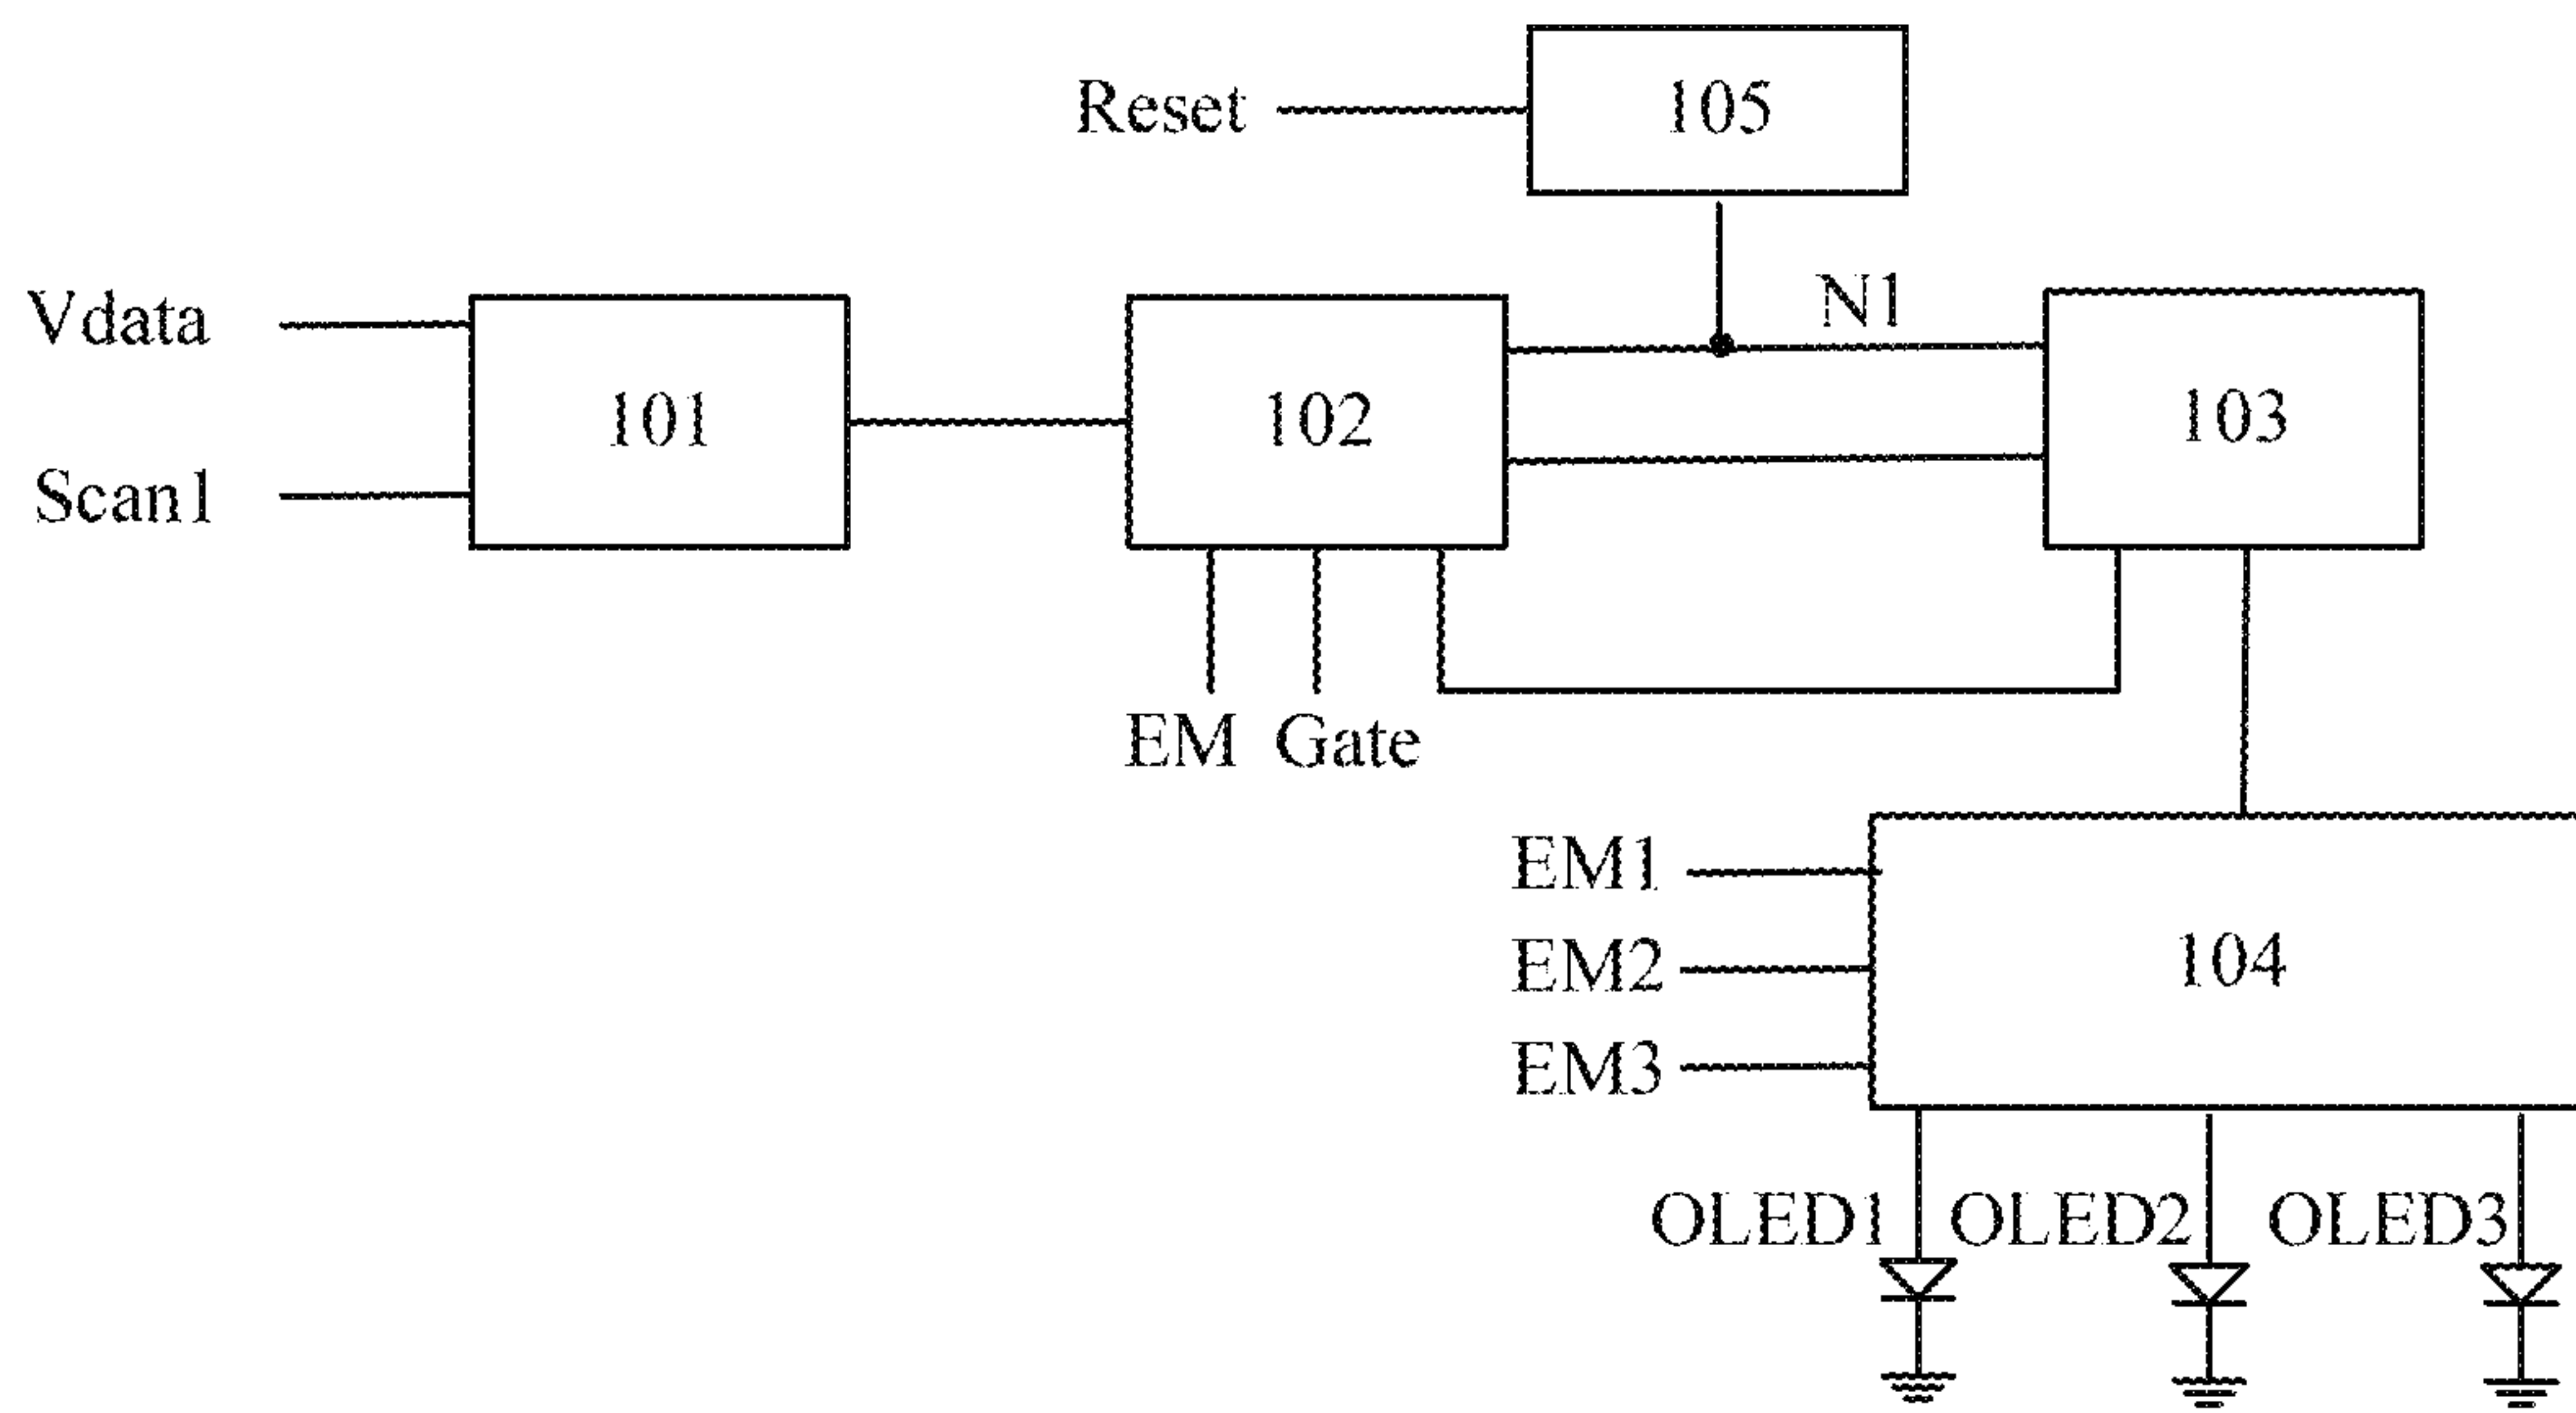 105
Reset
N1
Vdata
101
102
103
Scan1
EM Gate
EM1
EM2
104
EM3
OLED1 OLED2 OLED3